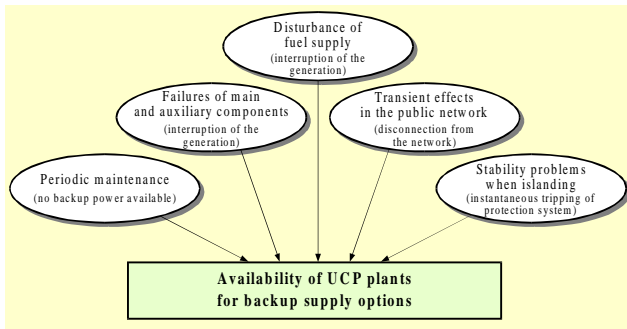 Disturbance of
fuel supply
(interruption of the
generation)
Failures of main
and auxiliary components
(interruption of the
generation)
Transient effects
in the public network
(disconnection from
the network)
Periodic maintenance
(no backup power available)
Stability problems
when islanding
(instantaneous tripping of
protection system)
Availability of UCP plants
for backup supply options